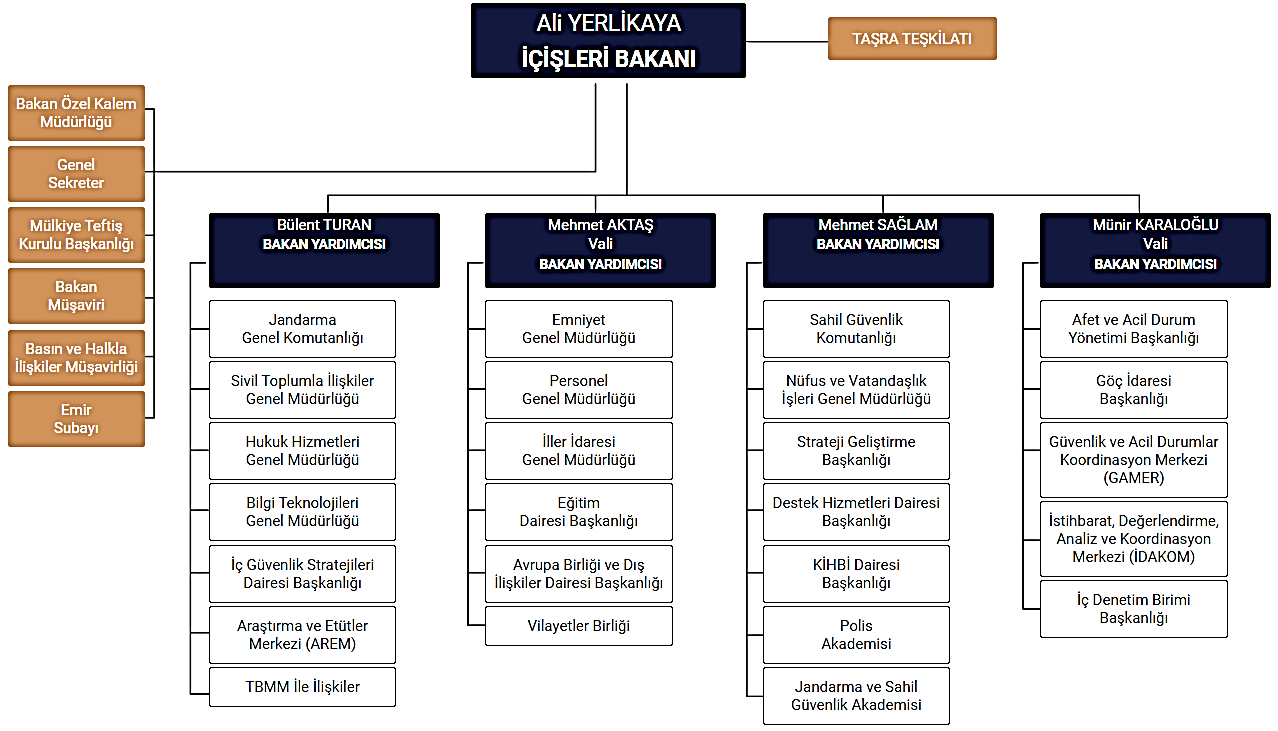 Ali YERLİKAYA
İÇİŞLERİ BAKANI
TAŞRA TEŞKİLATI
Bakan Özel Kalem
Müdürlüğü
Genel
Sekreter
Mülkiye Teftiş
Kurulu Başkanlığı
Bakan
Müşaviri
Basın ve Halkla
İlişkiler Müşavirliği
Emir
Subayı
Bülent TURAN
BAKAN YARDIMCISI
Jandarma
Genel Komutanlığı
Sivil Toplumla İlişkiler
Genel Müdürlüğü
Hukuk Hizmetleri
Genel Müdürlüğü
Bilgi Teknolojileri
Genel Müdürlüğü
İç Güvenlik Stratejileri
Dairesi Başkanlığı
Araştırma ve Etütler
Merkezi (AREM)
TBMM İle İlişkiler
Mehmet AKTAŞ
Vali
BAKAN YARDIMCISI
Emniyet
Genel Müdürlüğü
Personel
Genel Müdürlüğü
İller İdaresi
Genel Müdürlüğü
Eğitim
Dairesi Başkanlığı
Avrupa Birliği ve Dış
İlişkiler Dairesi Başkanlığı
Vilayetler Birliği
Mehmet SAĞLAM
BAKAN YARDIMCISI
Sahil Güvenlik
Komutanlığı
Nüfus ve Vatandaşlık
İşleri Genel Müdürlüğü
Strateji Geliştirme
Başkanlığı
Destek Hizmetleri Dairesi
Başkanlığı
KİHBİ Dairesi
Başkanlığı
Polis
Akademisi
Jandarma ve Sahil
Güvenlik Akademisi
Münir KARALOĞLU
Vali
BAKAN YARDIMCISI
Afet ve Acil Durum
Yönetimi Başkanlığı
Göç İdaresi
Başkanlığı
Güvenlik ve Acil Durumlar
Koordinasyon Merkezi
(GAMER)
İstihbarat, Değerlendirme,
Analiz ve Koordinasyon
Merkezi (İDAKOM)
İç Denetim Birimi
Başkanlığı